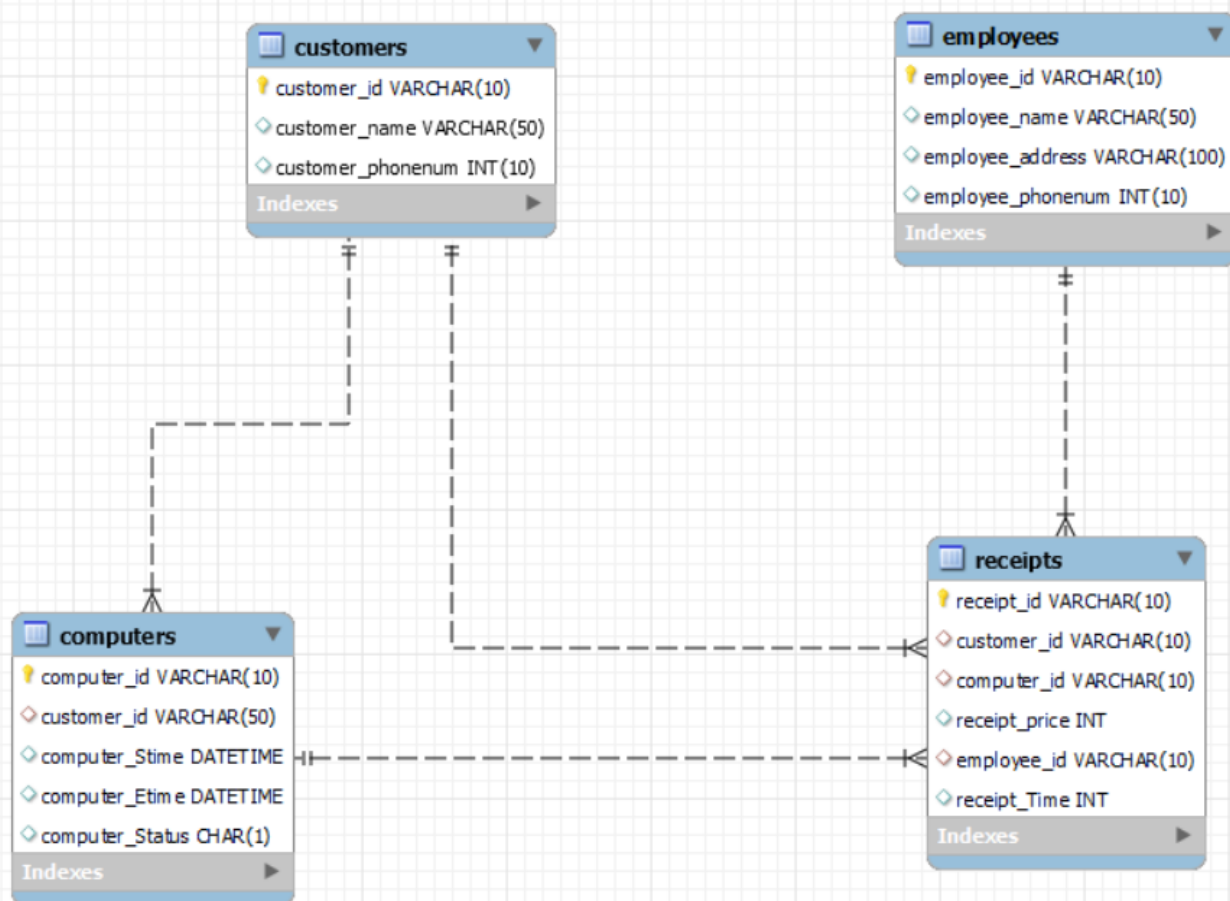 customers
customer_id VARCHAR(10)
customer_name VARCHAR(50)
customer_phonenum INT(10)
Indexes
employees
employee_id VARCHAR(10)
employee_name VARCHAR(50)
employee_address VARCHAR(100)
employee_phonenum INT(10)
Indexes
computers
computer_id VARCHAR(10)
customer_id VARCHAR(50)
computer_Stime DATETIME
computer_Etime DATETIME
computer_Status CHAR(1)
Indexes
receipts
receipt_id VARCHAR(10)
customer_id VARCHAR(10)
computer_id VARCHAR(10)
receipt_price INT
employee_id VARCHAR(10)
receipt_Time INT
Indexes